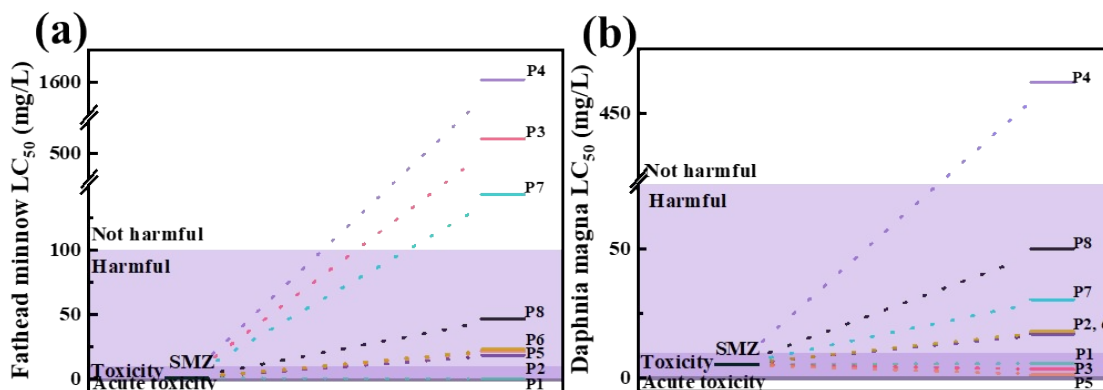 (a)
Fathead minnow LC50 (mg/L)
1600
500
100
50
0
Not harmful
Harmful
Toxicity
Acute toxicity
SMZ
P4
P3
P7
P8
P6
P5
P2
P1
(b)
Daphnia magna LC50 (mg/L)
450
50
0
Not harmful
Harmful
Toxicity
Acute toxicity
SMZ
P4
P8
P7
P2,
P1
P3
P5